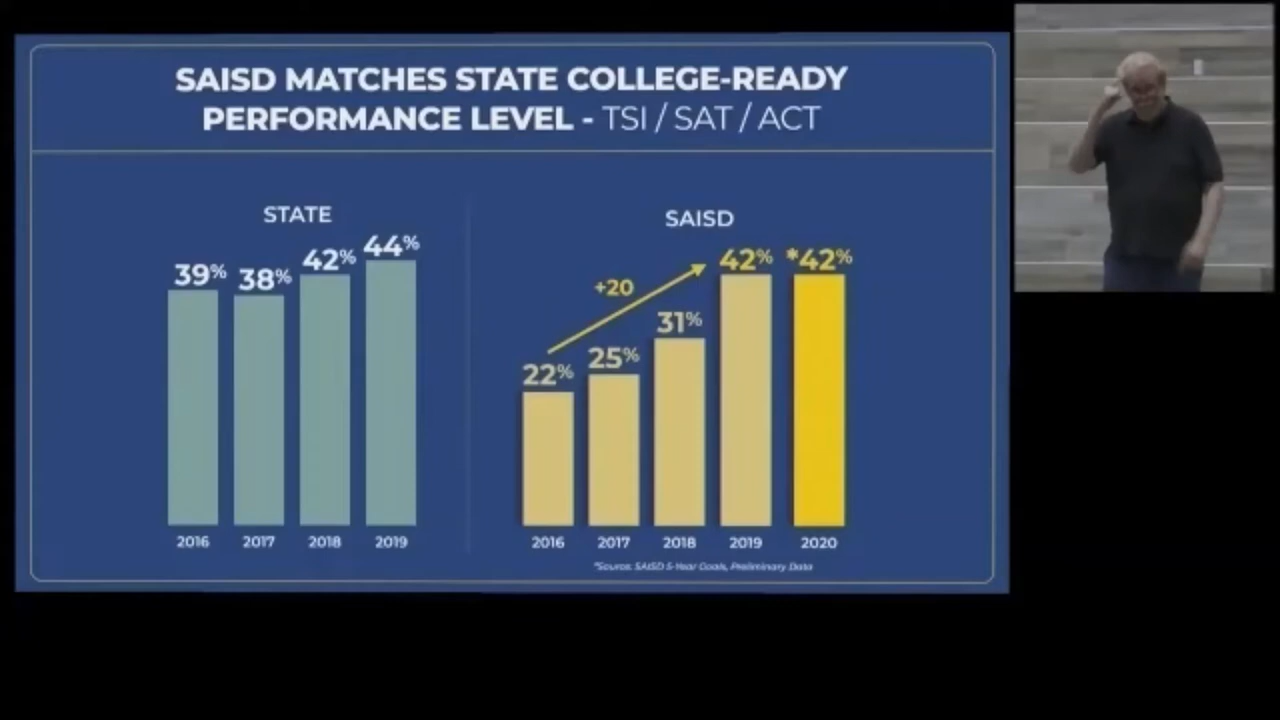 SAISD MATCHES STATE COLLEGE-READY
PERFORMANCE LEVEL - TSI / SAT / ACT
STATE
39% 38% 42% 44%
2016 2017 2018 2019
SAISD
+20
22% 25% 31% 42% *42%
2016 2017 2018 2019 2020
*Source: SAISD 5-Year Goals, Preliminary Data